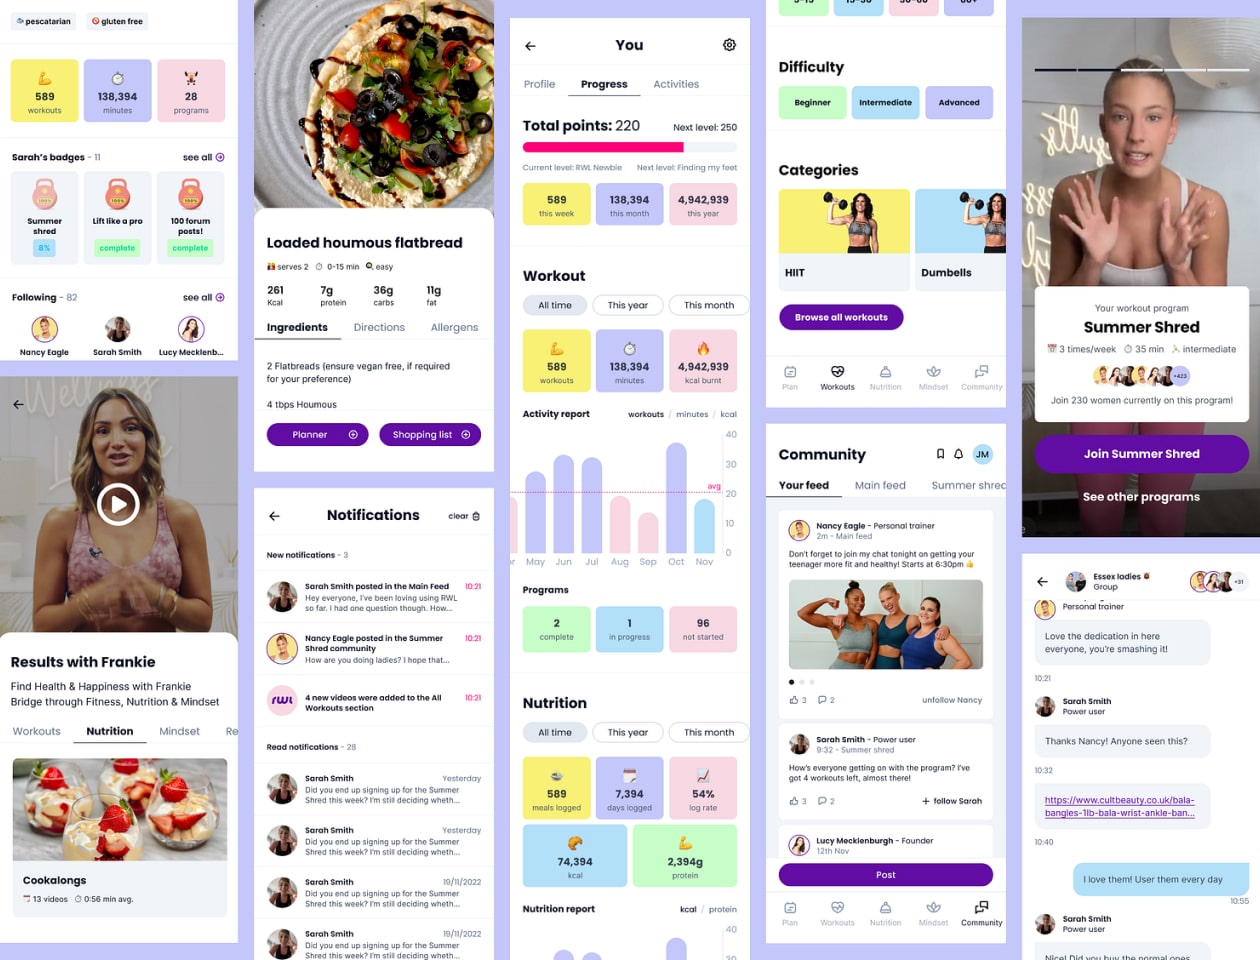 pescatarian
gluten free
589
workouts
138,394
minutes
28
programs
Sarah's badges - 11
see all
Summer shred
8%
Lift like a pro
complete
100 forum posts!
complete
Following - 82
see all
Nancy Eagle
Sarah Smith
Lucy Mecklenb...
Results with Frankie
Find Health & Happiness with Frankie
Bridge through Fitness, Nutrition & Mindset
Workouts
Nutrition
Mindset
Re
Cookalongs
13 videos
0:56 min avg.
Loaded houmous flatbread
serves 2
0-15 min
easy
261
Kcal
7g
protein
36g
carbs
11g
fat
Ingredients
Directions
Allergens
2 Flatbreads (ensure vegan free, if required
for your preference)
4 tbps Houmous
Planner
Shopping list
Notifications
clear
New notifications - 3
Sarah Smith posted in the Main Feed
10:21
Hey everyone, I've been loving using RWL
so far. I had one question though. How...
Nancy Eagle posted in the Summer
Shred community
10:21
How are you doing ladies? I hope that...
rwl
4 new videos were added to the All
Workouts section
10:21
Read notifications - 28
Sarah Smith
Yesterday
Did you end up signing up for the Summer
Shred this week? I'm still deciding wheth...
Sarah Smith
Yesterday
Did you end up signing up for the Summer
Shred this week? I'm still deciding wheth...
Sarah Smith
19/11/2022
Did you end up signing up for the Summer
Shred this week? I'm still deciding wheth...
Sarah Smith
19/11/2022
Did you end up signing up for the Summer
Shred this week? I'm still deciding wheth...
You
Profile
Progress
Activities
Total points: 220
Next level: 250
Current level: RWL Newbie
Next level: Finding my feet
589
this week
138,394
this month
4,942,939
this year
Workout
All time
This year
This month
589
workouts
138,394
minutes
4,942,939
kcal burnt
Activity report
workouts / minutes / kcal
40
30
avg
20
10
0
May
Jun
Jul
Aug
Sep
Oct
Nov
Programs
2
complete
1
in progress
96
not started
Nutrition
All time
This year
This month
589
meals logged
7,394
days logged
54%
log rate
74,394
kcal
2,394g
protein
Nutrition report
kcal / protein
40
Difficulty
Beginner
Intermediate
Advanced
Categories
HIIT
Dumbells
Browse all workouts
Plan
Workouts
Nutrition
Mindset
Community
Community
JM
Your feed
Main feed
Summer shred
Nancy Eagle - Personal trainer
2m - Main feed
Don't forget to join my chat tonight on getting your
teenager more fit and healthy! Starts at 6:30pm
3
2
unfollow Nancy
Sarah Smith - Power user
9:32 - Summer shred
How's everyone getting on with the program? I've
got 4 workouts left, almost there!
3
2
+ follow Sarah
Lucy Mecklenburgh - Founder
12th Nov
Post
Plan
Workouts
Nutrition
Mindset
Community
Your workout program
Summer Shred
3 times/week
35 min
intermediate
+423
Join 230 women currently on this program!
Join Summer Shred
See other programs
Essex ladies
Group
+31
Personal trainer
Love the dedication in here
everyone, you're smashing it!
10:21
Sarah Smith
Power user
Thanks Nancy! Anyone seen this?
10:32
https://www.cultbeauty.co.uk/bala-
bangles-1lb-bala-wrist-ankle-ban...
10:40
I love them! User them every day
10:55
Sarah Smith
Power user
Nice! Did you buy the normal ones